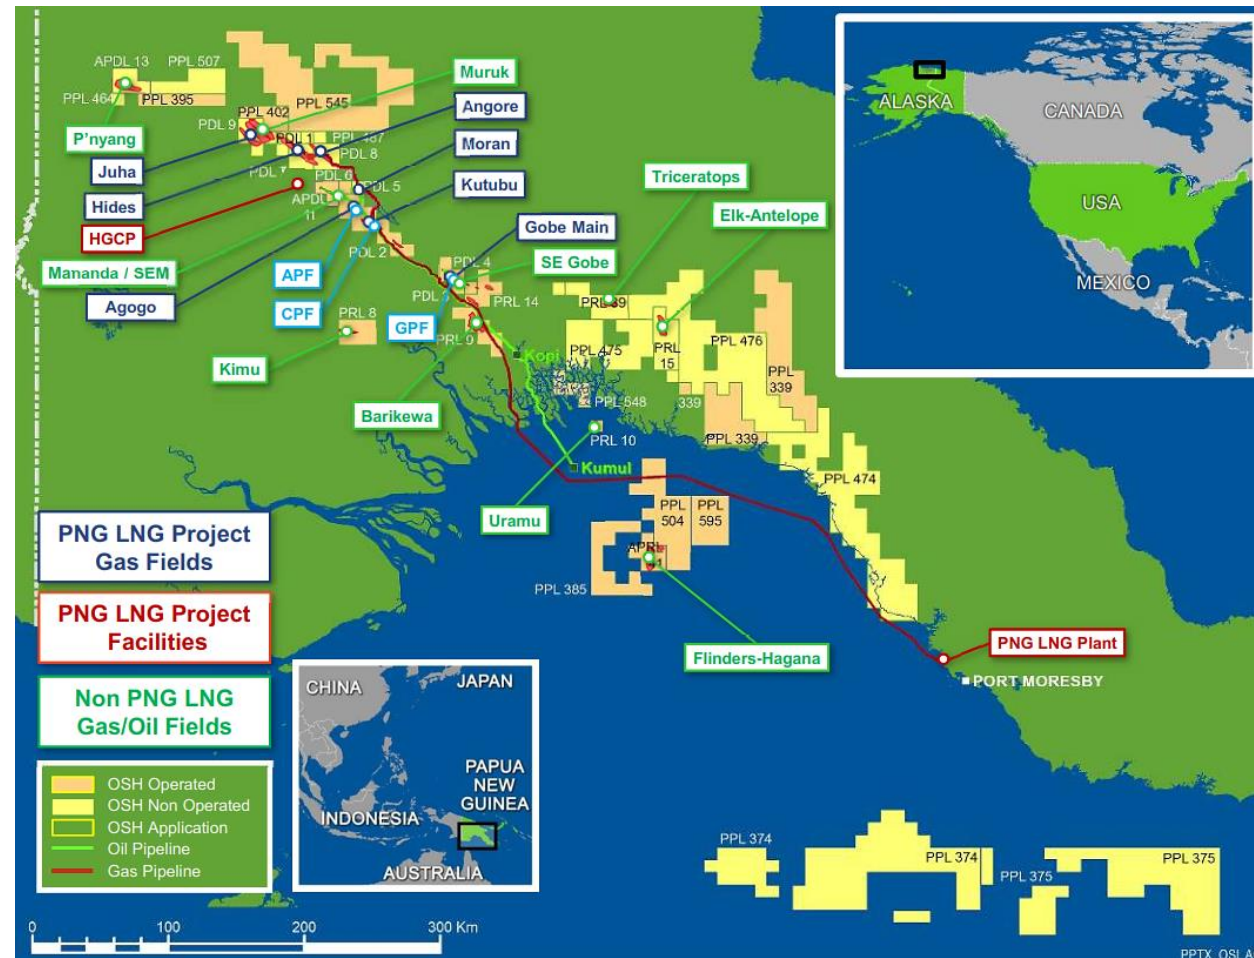 APDL 13
PPL 507
PPL 464
PPL 395
PPL 545
PPL 402
PDL 9
PDL 1
PDL 8
PDL 6
PDL 5
APDL
PDL 2
PDL 4
PRL 14
PRL 8
PRL 9
Muruk
Angore
Moran
Kutubu
P'nyang
Juha
Hides
HGCP
Mananda / SEM
Agogo
APF
CPF
GPF
Gobe Main
SE Gobe
Triceratops
Elk-Antelope
Kimu
Barikewa
Uramu
Flinders-Hagana
PRL 39
PPL 475
PRL
15
PPL 476
PPL
339
339
PPL 339
PPL 548
PRL 10
PPL 474
Kopi
Kumul
PPL
504
PPL
595
PPL 385
PNG LNG Plant
PORT MORESBY
ALASKA
CANADA
USA
MEXICO
PNG LNG Project
Gas Fields
PNG LNG Project
Facilities
Non PNG LNG
Gas/Oil Fields
OSH Operated
OSH Non Operated
OSH Application
Oil Pipeline
Gas Pipeline
CHINA
JAPAN
PAPUA
NEW
GUINEA
INDONESIA
AUSTRALIA
PPL 374
PPL 374
PPL 375
PPL 375
0
100
200
300 Km